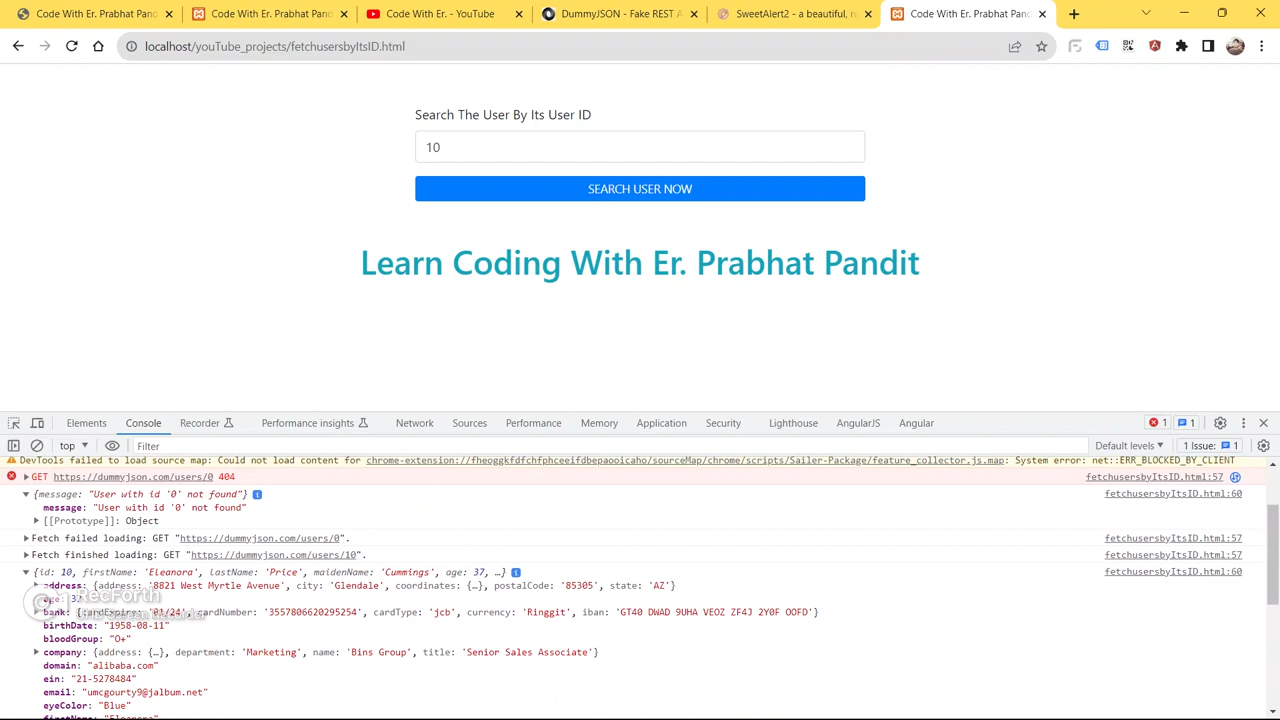 Code With Er. Prabhat Pand
Code With Er. Prabhat Pand
Code With Er. - YouTube
DummyJSON - Fake REST A
SweetAlert2 - a beautiful, re
Code With Er. Prabhat Pand
localhost/youTube_projects/fetchusersbyItsID.html
Search The User By Its User ID
10
SEARCH USER NOW
Learn Coding With Er. Prabhat Pandit
Elements Console Recorder Performance insights Network Sources Performance Memory Application Security Lighthouse AngularJS Angular 1 1
top Filter Default levels 1 Issue: 1
DevTools failed to load source map: Could not load content for chrome-extension://fheoggkfdfchfphceeifdbepaooicaho/sourceMap/chrome/scripts/Sailer-Package/feature_collector.js.map: System error: net::ERR_BLOCKED_BY_CLIENT
GET https://dummyjson.com/users/0 404 fetchusersbyItsID.html:57
{message: "User with id '0' not found"} fetchusersbyItsID.html:60
message: "User with id '0' not found"
[[Prototype]]: Object
Fetch failed loading: GET "https://dummyjson.com/users/0". fetchusersbyItsID.html:57
Fetch finished loading: GET "https://dummyjson.com/users/10". fetchusersbyItsID.html:57
{id: 10, firstName: 'Eleanora', lastName: 'Price', maidenName: 'Cummings', age: 37, …} fetchusersbyItsID.html:60
address: {address: '8821 West Myrtle Avenue', city: 'Glendale', coordinates: {…}, postalCode: '85305', state: 'AZ'}
age: 37
RecForth
bank: {cardExpire: '01/24', cardNumber: '3557806620295254', cardType: 'jcb', currency: 'Ringgit', iban: 'GT40 DWAD 9UHA VEOZ ZF4J 2Y0F OOFD'}
birthDate: "1958-08-11"
bloodGroup: "O+"
company: {address: {…}, department: 'Marketing', name: 'Bins Group', title: 'Senior Sales Associate'}
domain: "alibaba.com"
ein: "21-5278484"
email: "umcgourty9@jalbum.net"
eyeColor: "Blue"
firstName: "Eleanora"